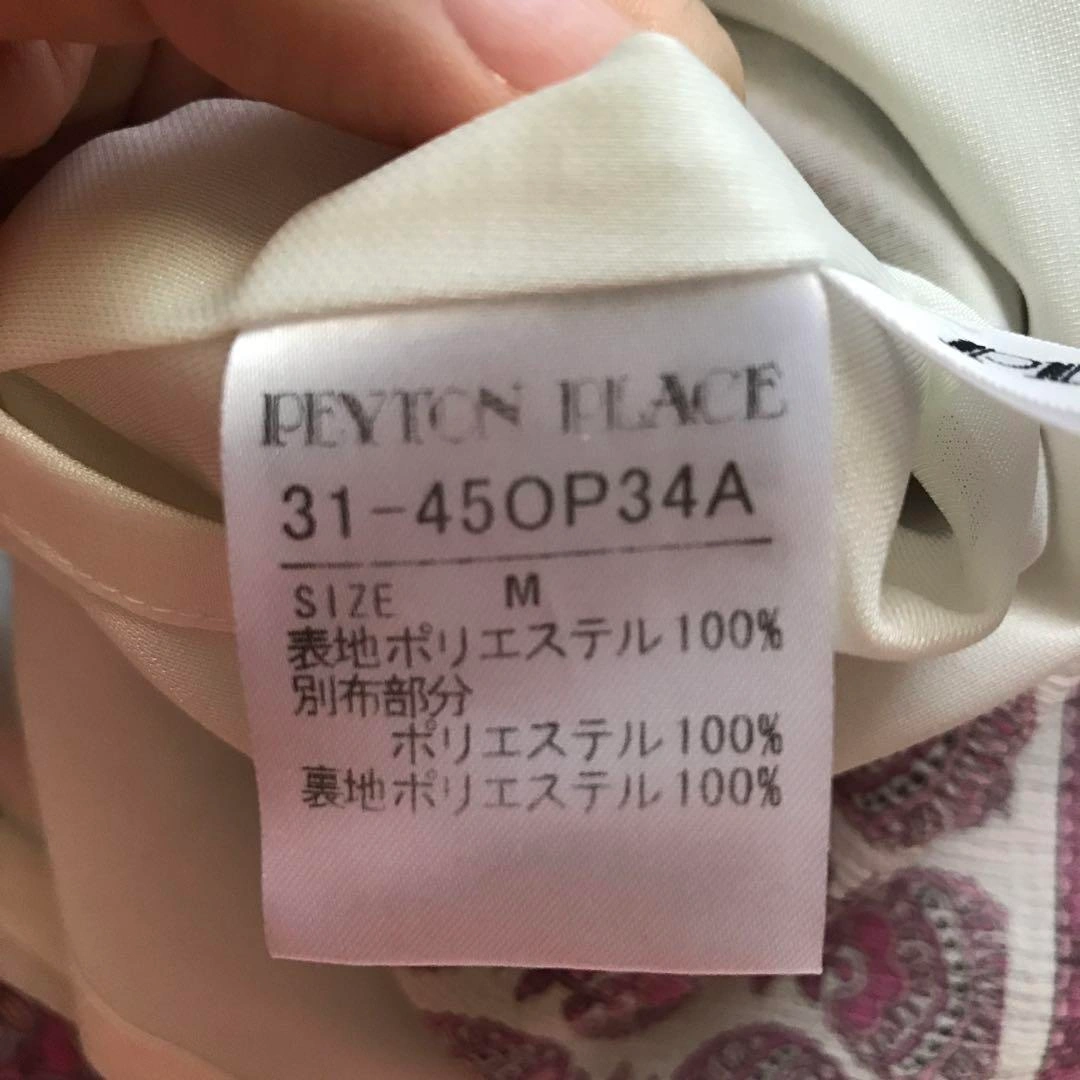 PEYTON PLACE
31-45OP34A
SIZE M
表地ポリエステル100%
別布部分
ポリエステル100%
裏地ポリエステル100%